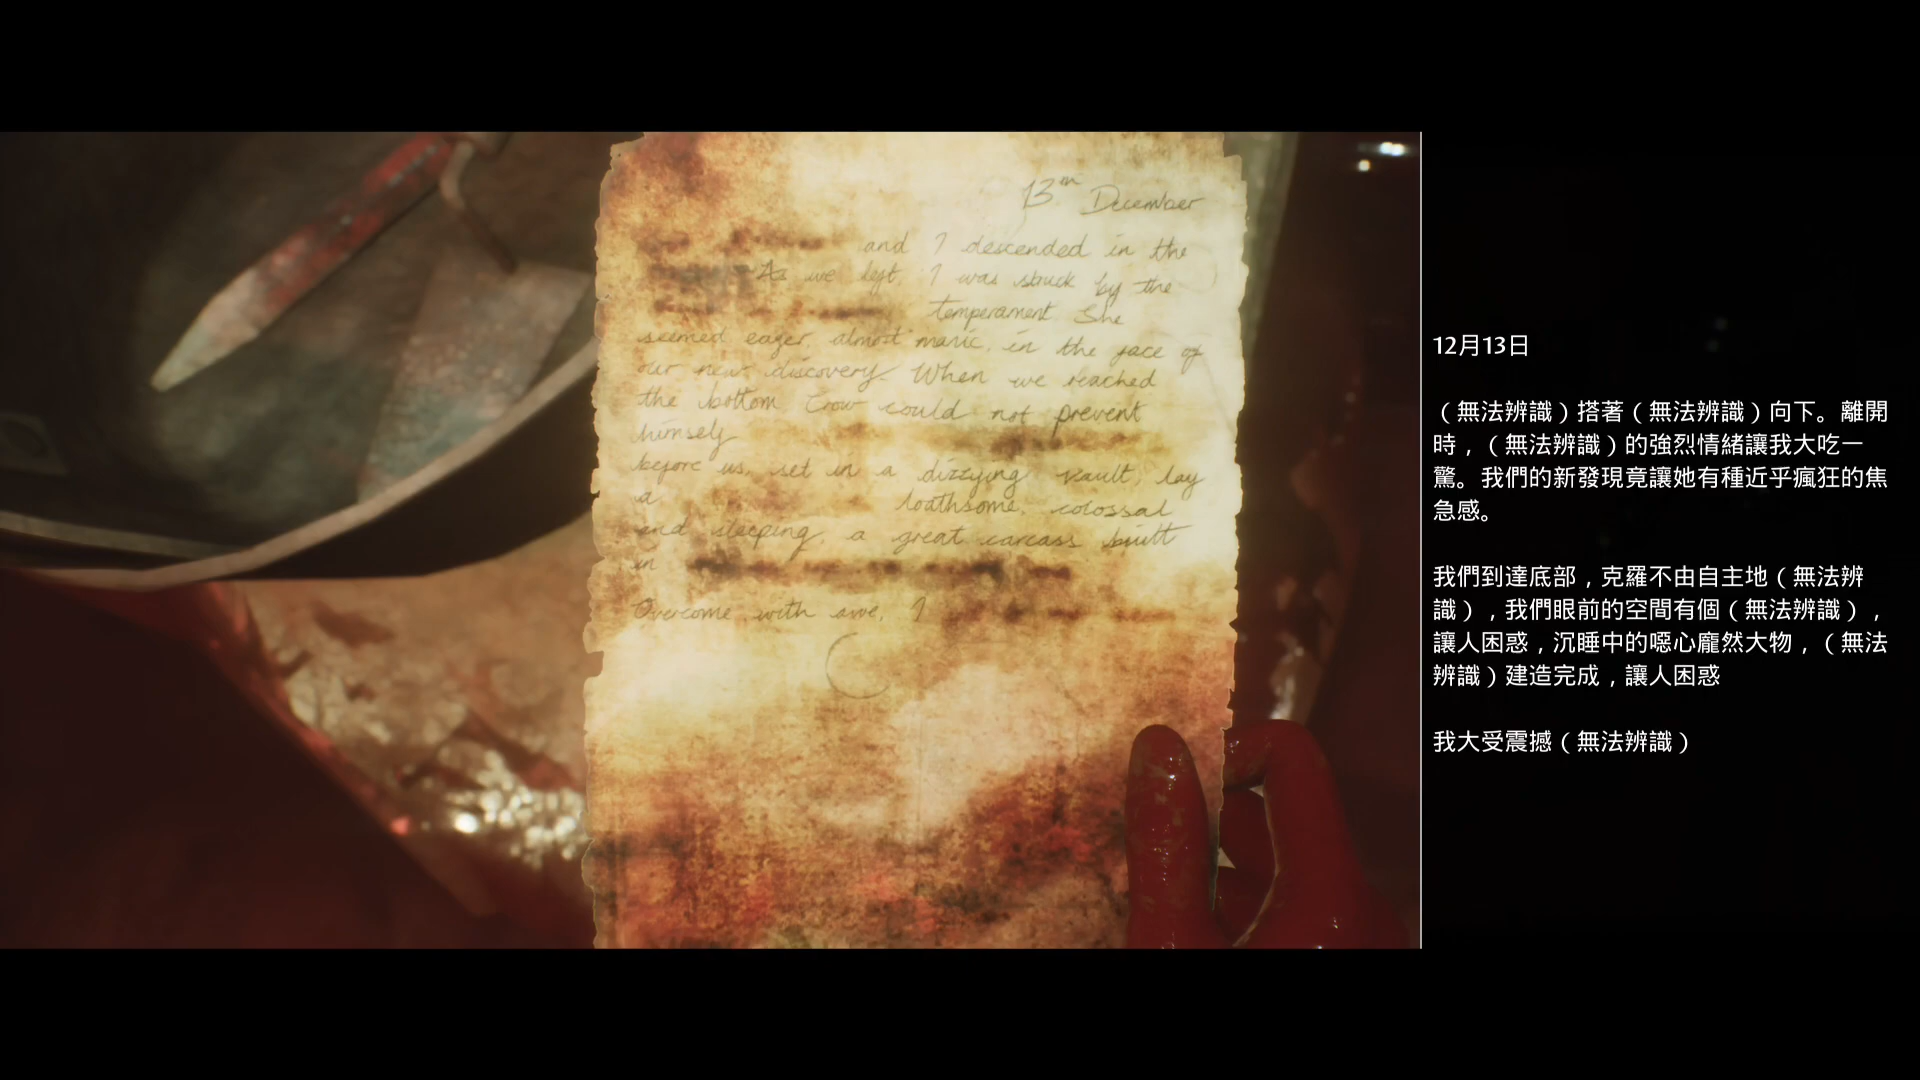 13th December
and I descended in the
As we left, I was struck by the
temperament She
seemed eager, almost manic, in the face of
our new discovery. When we reached
the bottom Crow could not prevent
himself
before us, set in a dizzying vault, lay
a loathsome, colossal
and sleeping, a great carcass built
in
Overcome with awe, I
12月13日
（無法辨識）搭著（無法辨識）向下。離開
時，（無法辨識）的強烈情緒讓我大吃一
驚。我們的新發現竟讓她有種近乎瘋狂的焦
急感。
我們到達底部，克羅不由自主地（無法辨
識），我們眼前的空間有個（無法辨識），
讓人困惑，沉睡中的噁心龐然大物，（無法
辨識）建造完成，讓人困惑
我大受震撼（無法辨識）